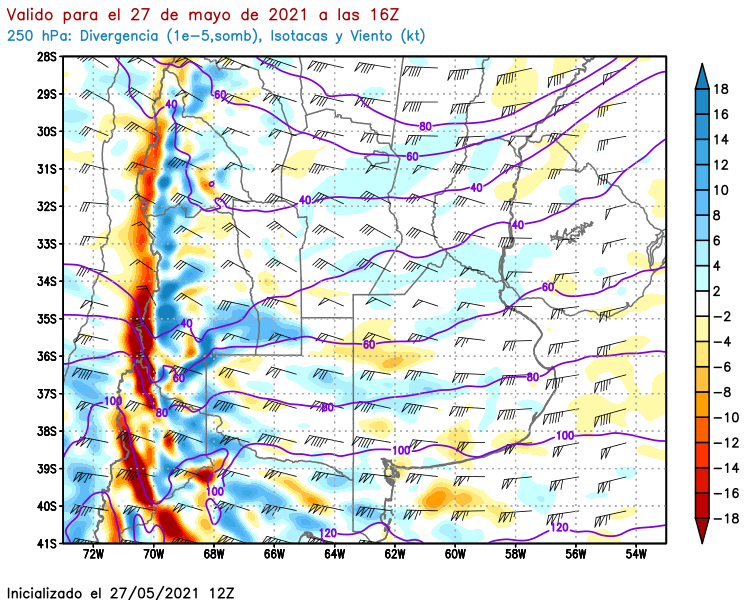 Valido para el 27 de mayo de 2021 a las 16Z
250 hPa: Divergencia (1e-5,somb), Isotacas y Viento (kt)
28S
29S
30S
31S
32S
33S
34S
35S
36S
37S
38S
39S
40S
41S
72W 70W 68W 66W 64W 62W 60W 58W 56W 54W
18
16
14
12
10
8
6
4
2
-2
-4
-6
-8
-10
-12
-14
-16
-18
60
40
80
60
40
40
40
60
40
60
60
80
100
80
80
100
100
100
120
120
Inicializado el 27/05/2021 12Z